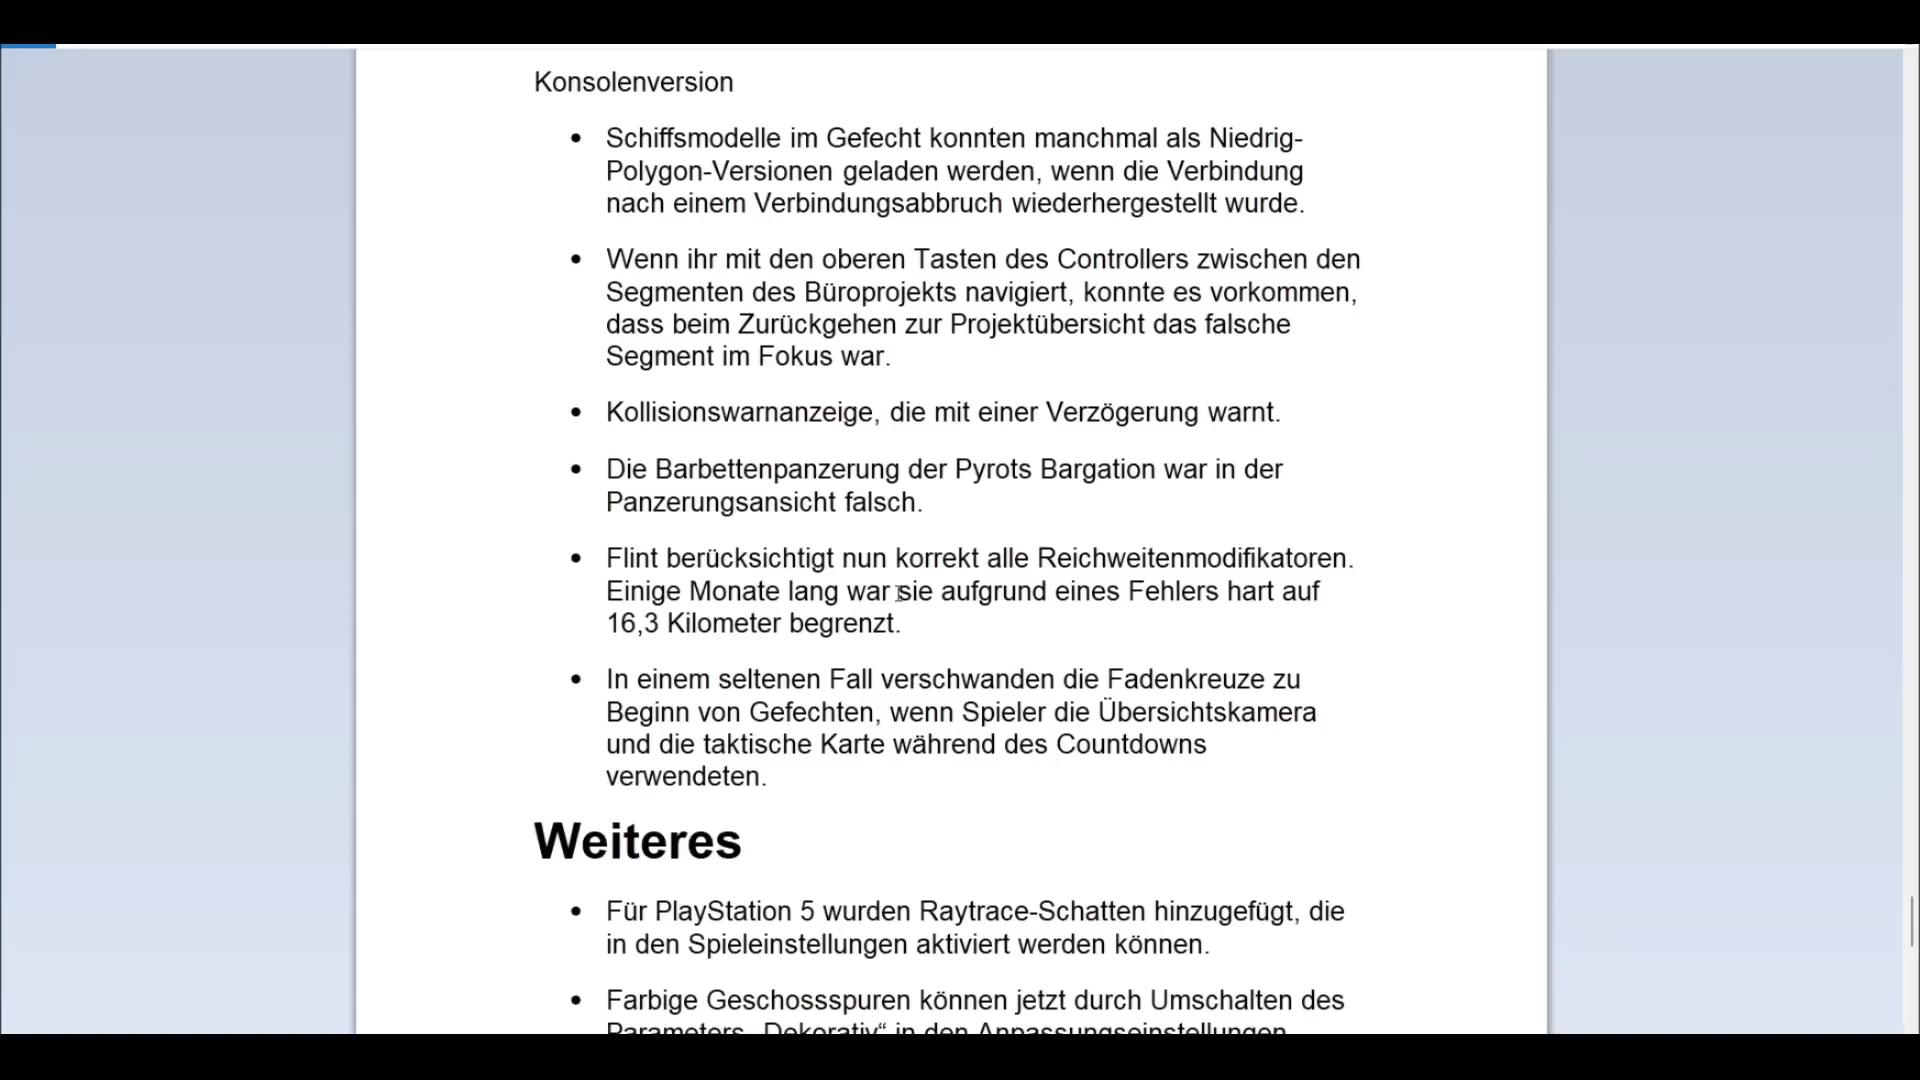 Konsolenversion
• Schiffsmodelle im Gefecht konnten manchmal als Niedrig-
Polygon-Versionen geladen werden, wenn die Verbindung
nach einem Verbindungsabbruch wiederhergestellt wurde.
• Wenn ihr mit den oberen Tasten des Controllers zwischen den
Segmenten des Büroprojekts navigiert, konnte es vorkommen,
dass beim Zurückgehen zur Projektübersicht das falsche
Segment im Fokus war.
• Kollisionswarnanzeige, die mit einer Verzögerung warnt.
• Die Barbettenpanzerung der Pyrots Bargation war in der
Panzerungsansicht falsch.
• Flint berücksichtigt nun korrekt alle Reichweitenmodifikatoren.
Einige Monate lang war sie aufgrund eines Fehlers hart auf
16,3 Kilometer begrenzt.
• In einem seltenen Fall verschwanden die Fadenkreuze zu
Beginn von Gefechten, wenn Spieler die Übersichtskamera
und die taktische Karte während des Countdowns
verwendeten.
Weiteres
• Für PlayStation 5 wurden Raytrace-Schatten hinzugefügt, die
in den Spieleinstellungen aktiviert werden können.
• Farbige Geschossspuren können jetzt durch Umschalten des
Parameters „Dekorativ“ in den Anpassungseinstellungen